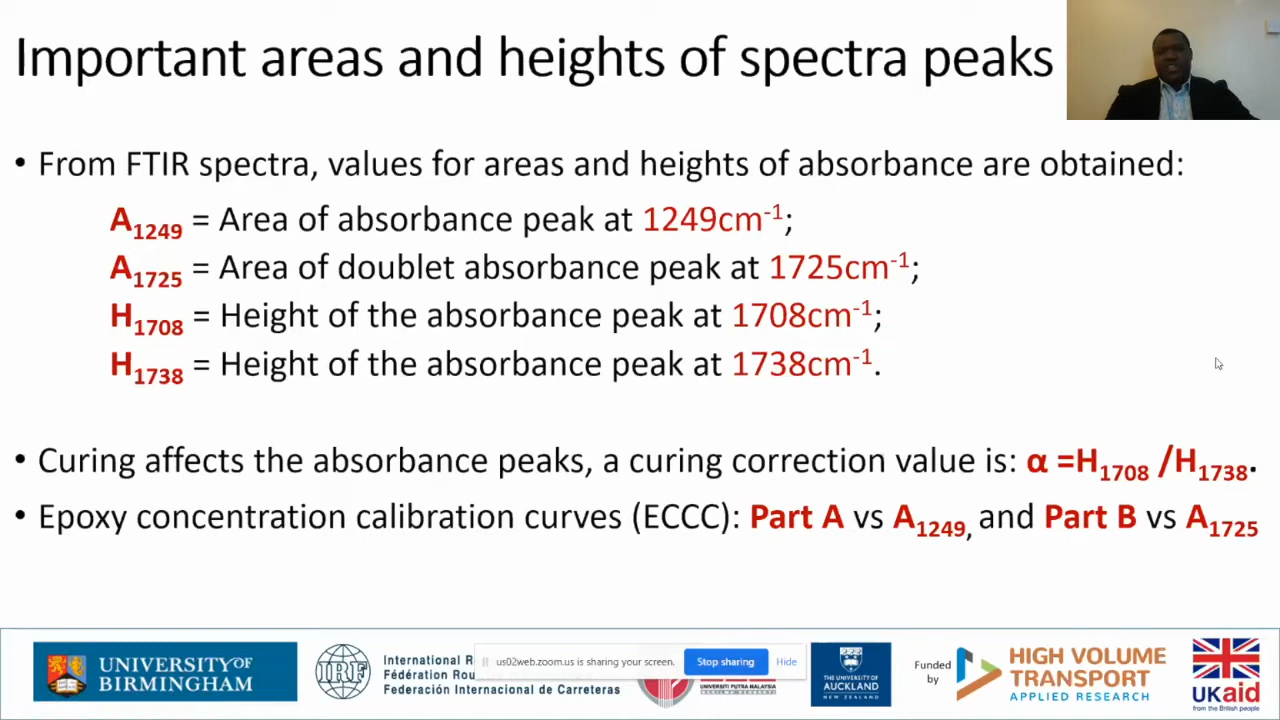 Important areas and heights of spectra peaks
• From FTIR spectra, values for areas and heights of absorbance are obtained:
A1249 = Area of absorbance peak at 1249cm-1;
A1725 = Area of doublet absorbance peak at 1725cm-1;
H1708 = Height of the absorbance peak at 1708cm-1;
H1738 = Height of the absorbance peak at 1738cm-1.
• Curing affects the absorbance peaks, a curing correction value is: α =H1708 /H1738.
• Epoxy concentration calibration curves (ECCC): Part A vs A1249, and Part B vs A1725
UNIVERSITY OF
BIRMINGHAM
IRF
International R
Fédération Rou
Federación Internacional de Carreteras
us02web.zoom.us is sharing your screen.
Stop sharing
Hide
UNIVERSITI PUTRA MALAYSIA
THE UNIVERSITY OF
AUCKLAND
NEW ZEALAND
Funded
by
HIGH VOLUME
TRANSPORT
APPLIED RESEARCH
UKaid
from the British people